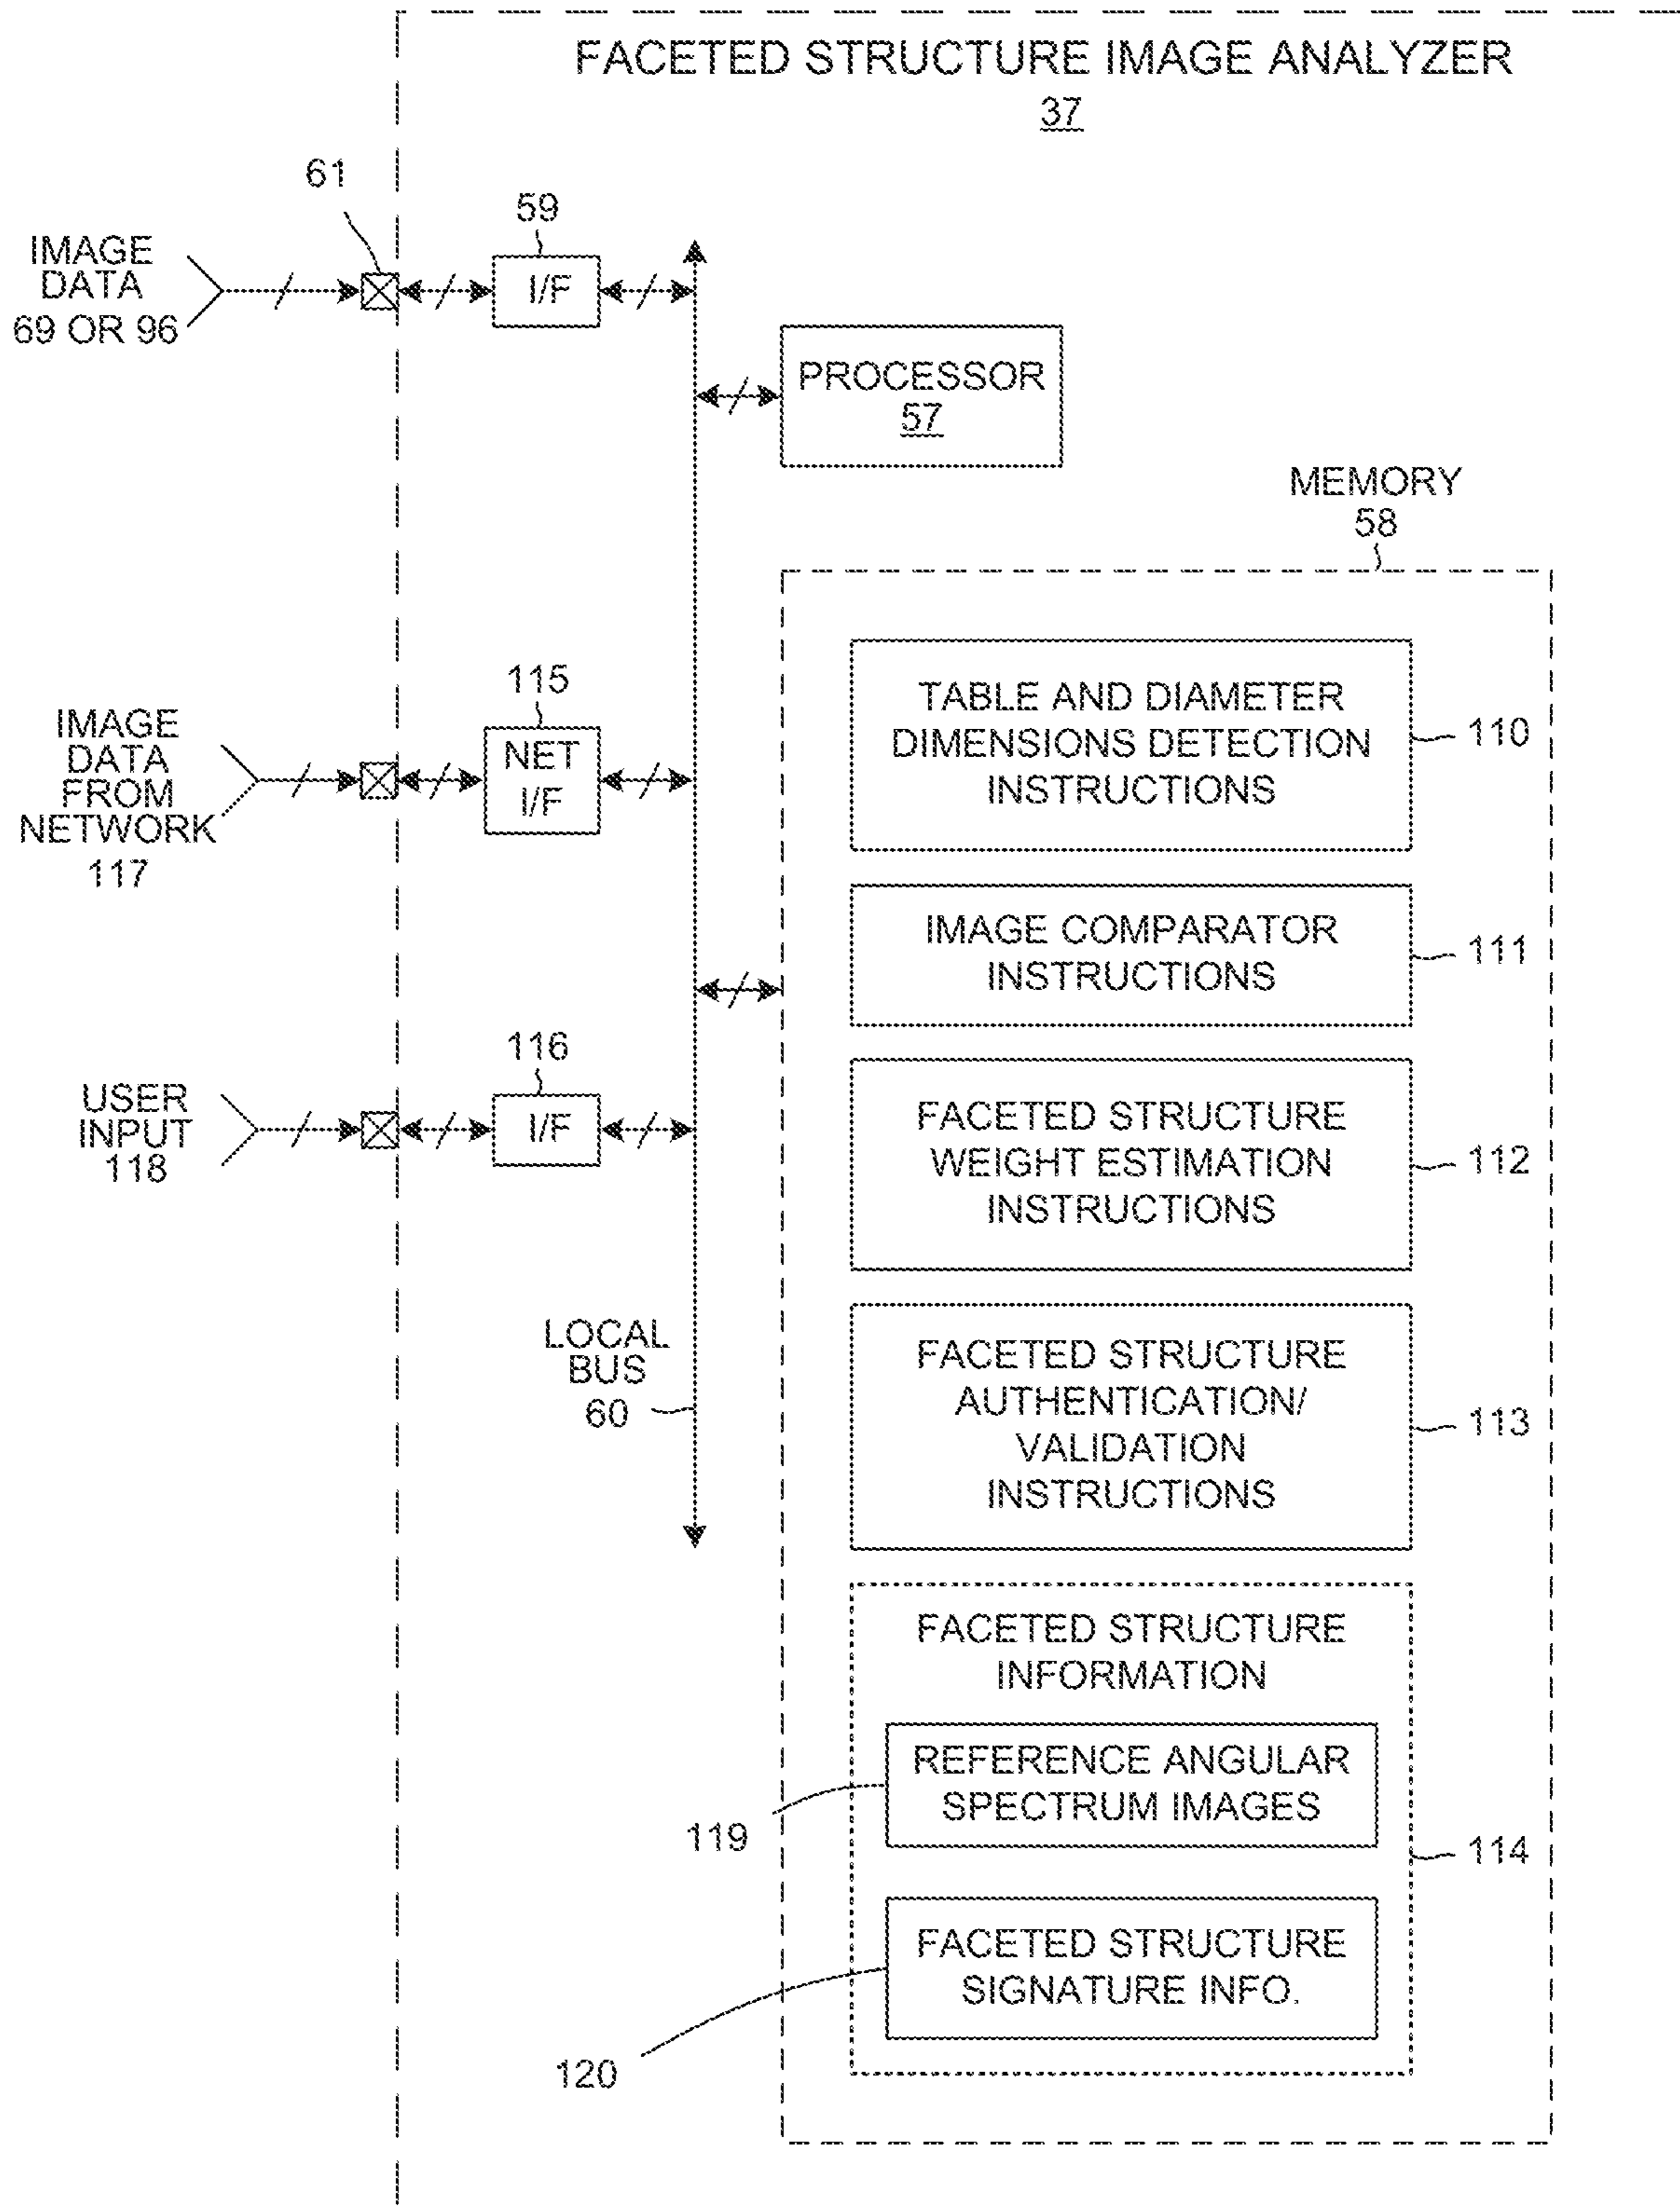 FACETED STRUCTURE IMAGE ANALYZER
37
61
59
IMAGE
DATA
69 OR 96
I/F
PROCESSOR
57
MEMORY
58
115
IMAGE
DATA
FROM
NETWORK
117
NET
I/F
TABLE AND DIAMETER
DIMENSIONS DETECTION
INSTRUCTIONS
110
IMAGE COMPARATOR
INSTRUCTIONS
111
116
USER
INPUT
118
I/F
FACETED STRUCTURE
WEIGHT ESTIMATION
INSTRUCTIONS
112
LOCAL
BUS
60
FACETED STRUCTURE
AUTHENTICATION/
VALIDATION
INSTRUCTIONS
113
FACETED STRUCTURE
INFORMATION
REFERENCE ANGULAR
SPECTRUM IMAGES
119
114
FACETED STRUCTURE
SIGNATURE INFO.
120